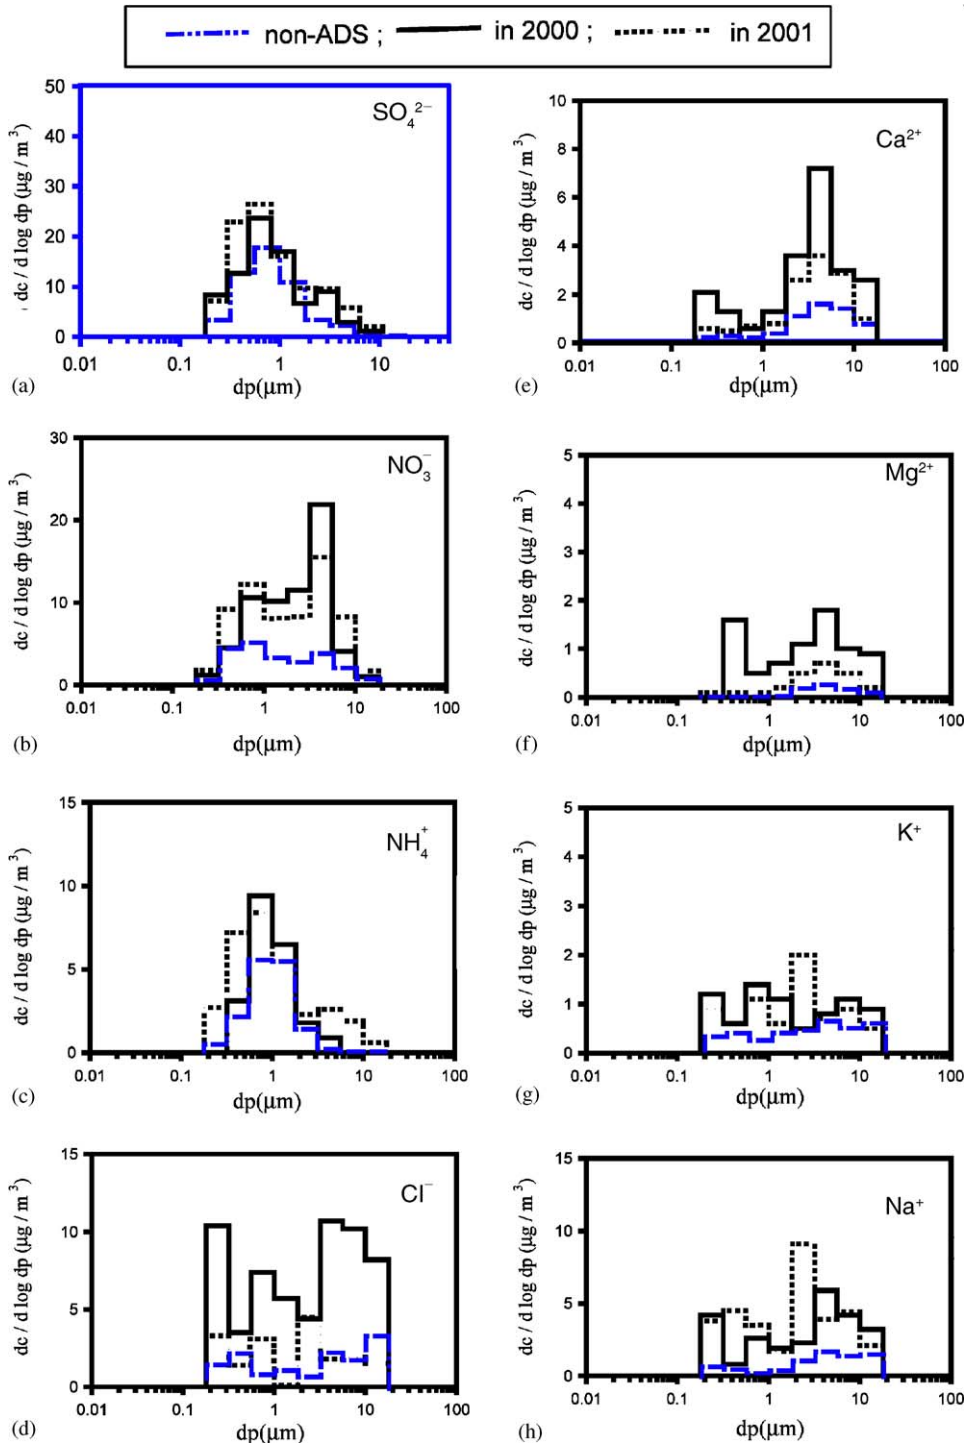 non-ADS ; in 2000 ; in 2001
dc / d log dp (μg / m³)
50
40
30
20
10
0
SO₄²⁻
0.01 0.1 1 10
(a) dp(μm)
dc / d log dp (μg / m³)
10
8
6
4
2
0
Ca²⁺
0.01 0.10 1.00 10 100
(e) dp(μm)
dc / d log dp (μg / m³)
30
20
10
0
NO₃⁻
0.01 0.1 1 10 100
(b) dp(μm)
dc / d log dp (μg / m³)
5
4
3
2
1
0
Mg²⁺
0.01 0.1 1 10 100
(f) dp(μm)
dc / d log dp (μg / m³)
15
10
5
0
NH₄⁺
0.01 0.1 1 10 100
(c) dp(μm)
dc / d log dp (μg / m³)
5
4
3
2
1
0
K⁺
0.01 0.1 1 10 100
(g) dp(μm)
dc / d log dp (μg / m³)
15
10
5
0
Cl⁻
0.01 0.1 1 10 100
(d) dp(μm)
dc / d log dp (μg / m³)
15
10
5
0
Na⁺
0.01 0.1 1 10 100
(h) dp(μm)